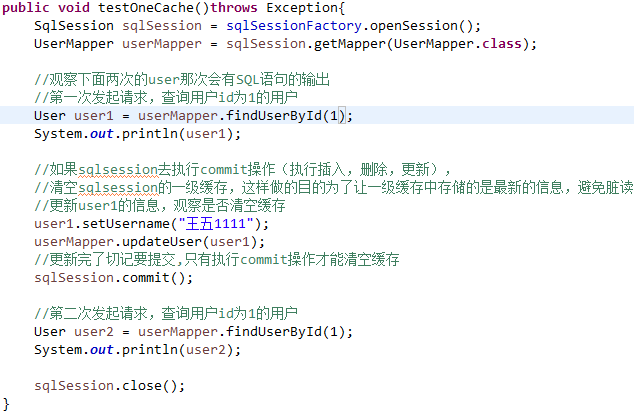 public void testOneCache()throws Exception{
SqlSession sqlSession = sqlSessionFactory.openSession();
UserMapper userMapper = sqlSession.getMapper(UserMapper.class);
//观察下面两次的user那次会有SQL语句的输出
//第一次发起请求，查询用户id为1的用户
User user1 = userMapper.findUserById(1);
System.out.println(user1);
//如果sqlsession去执行commit操作（执行插入，删除，更新），
//清空sqlsession的一级缓存，这样做的目的为了让一级缓存中存储的是最新的信息，避免脏读
//更新user1的信息，观察是否清空缓存
user1.setUsername("王五1111");
userMapper.updateUser(user1);
//更新完了切记要提交,只有执行commit操作才能清空缓存
sqlSession.commit();
//第二次发起请求，查询用户id为1的用户
User user2 = userMapper.findUserById(1);
System.out.println(user2);
sqlSession.close();
}